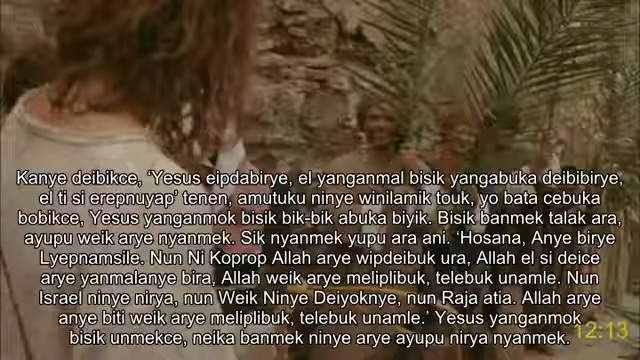 Kanye deibikce, 'Yesus eipdabirye, el yanganmal bisik yangabuka deibibirye,
el ti si erepnuyap' tenen, amutuku ninye winilamik touk, yo bata cebuka
bobikce, Yesus yanganmok bisik bik-bik abuka biyik. Bisik banmek talak ara,
ayupu weik arye nyanmek. Sik nyanmek yupu ara ani. 'Hosana, Anye birye
Lyepnamsile. Nun Ni Koprop Allah arye wipdeibuk ura, Allah el si deice
arye yanmalanye bira, Allah weik arye meliplibuk, telebuk unamle. Nun
Israel ninye nirya, nun Weik Ninye Deiyoknye, nun Raja atia. Allah arye
anye biti weik arye meliplibuk, telebuk unamle.' Yesus yanganmok
bisik unmekce, neika banmek ninye arye ayupu nirya nyanmek.
12:13